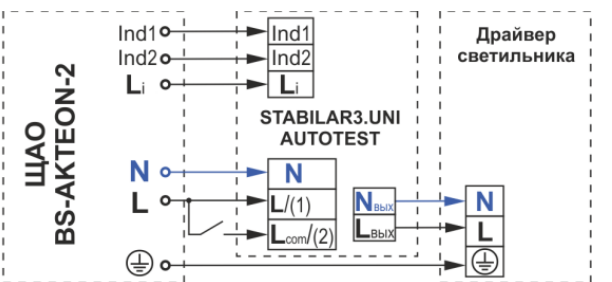 ЩАО
BS-AKTEON-2
Ind1
Ind2
Li
N
L
Ind1
Ind2
Li
STABILAR3.UNI
AUTOTEST
N
L/(1)
Lcom/(2)
Nвых
Lвых
Драйвер
светильника
N
L